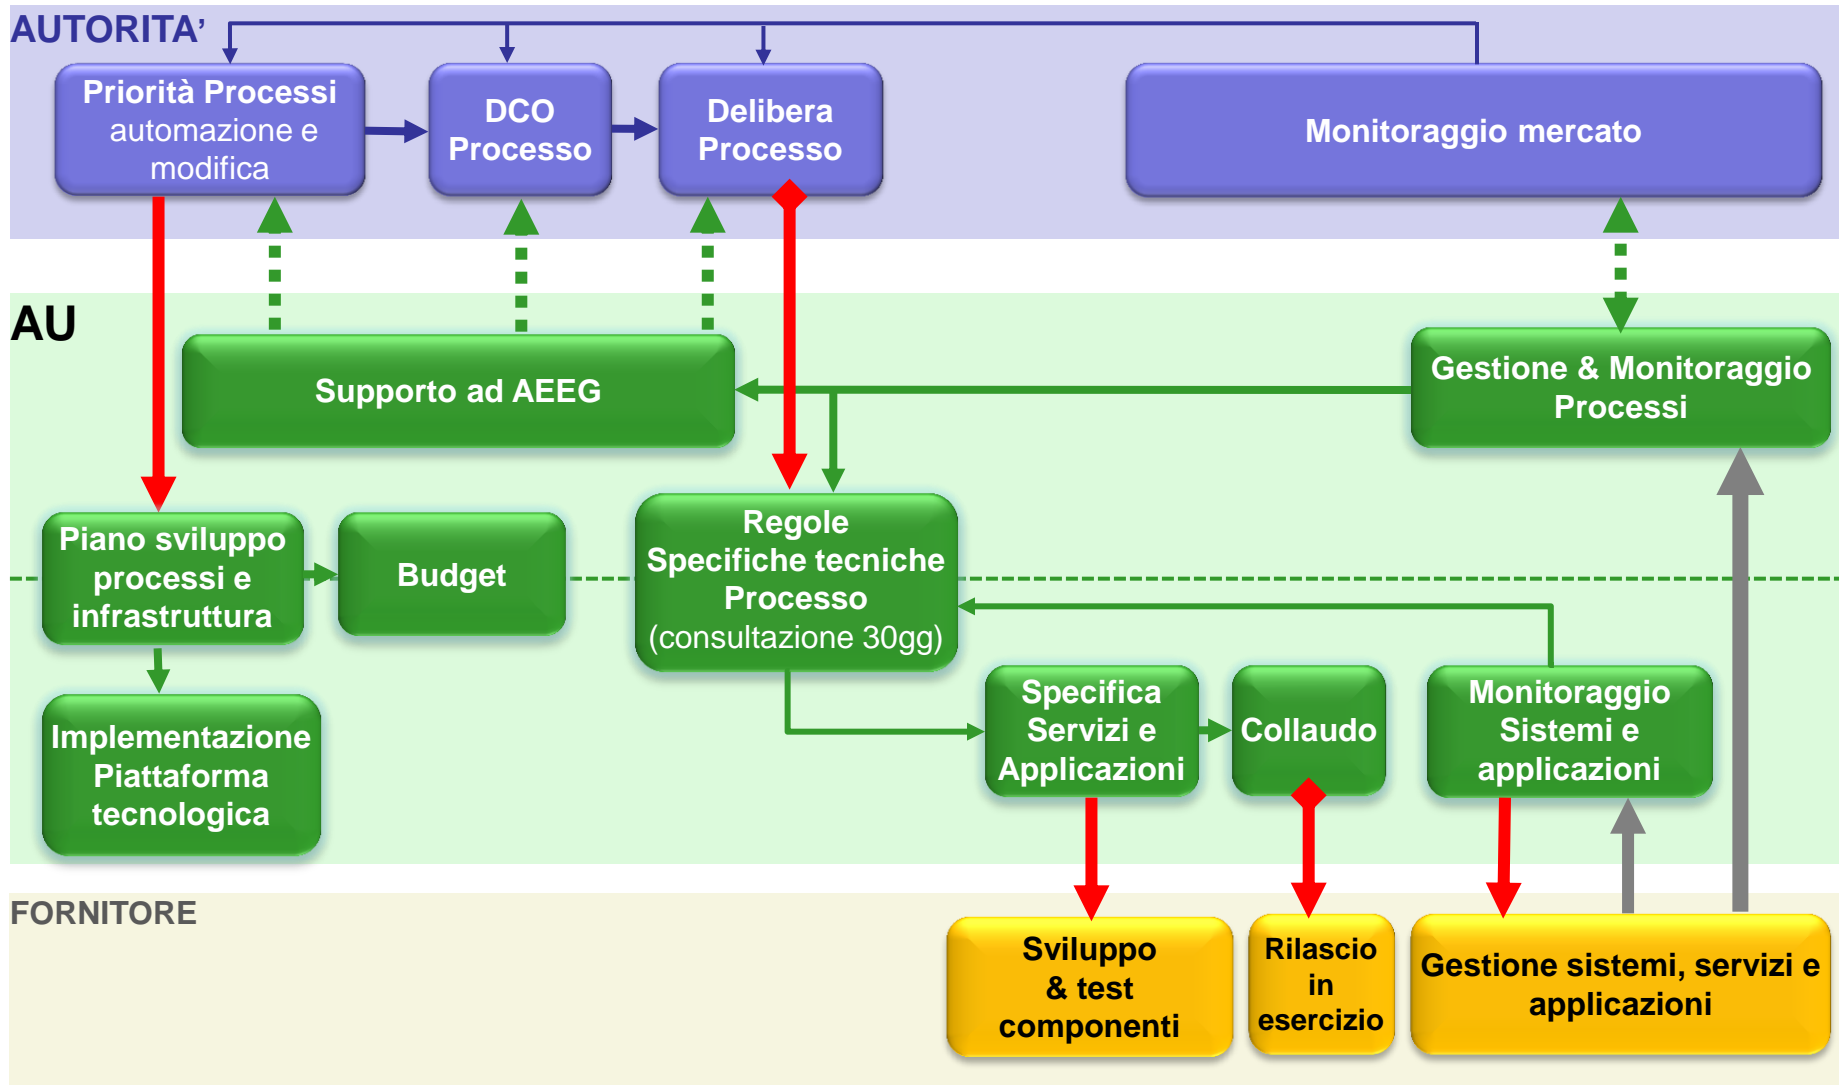 AUTORITA’
Priorità Processi
automazione e
modifica
DCO
Processo
Delibera
Processo
Monitoraggio mercato
AU
Supporto ad AEEG
Gestione & Monitoraggio
Processi
Piano sviluppo
processi e
infrastruttura
Budget
Regole
Specifiche tecniche
Processo
(consultazione 30gg)
Implementazione
Piattaforma
tecnologica
Specifica
Servizi e
Applicazioni
Collaudo
Monitoraggio
Sistemi e
applicazioni
FORNITORE
Sviluppo
& test
componenti
Rilascio
in
esercizio
Gestione sistemi, servizi e
applicazioni